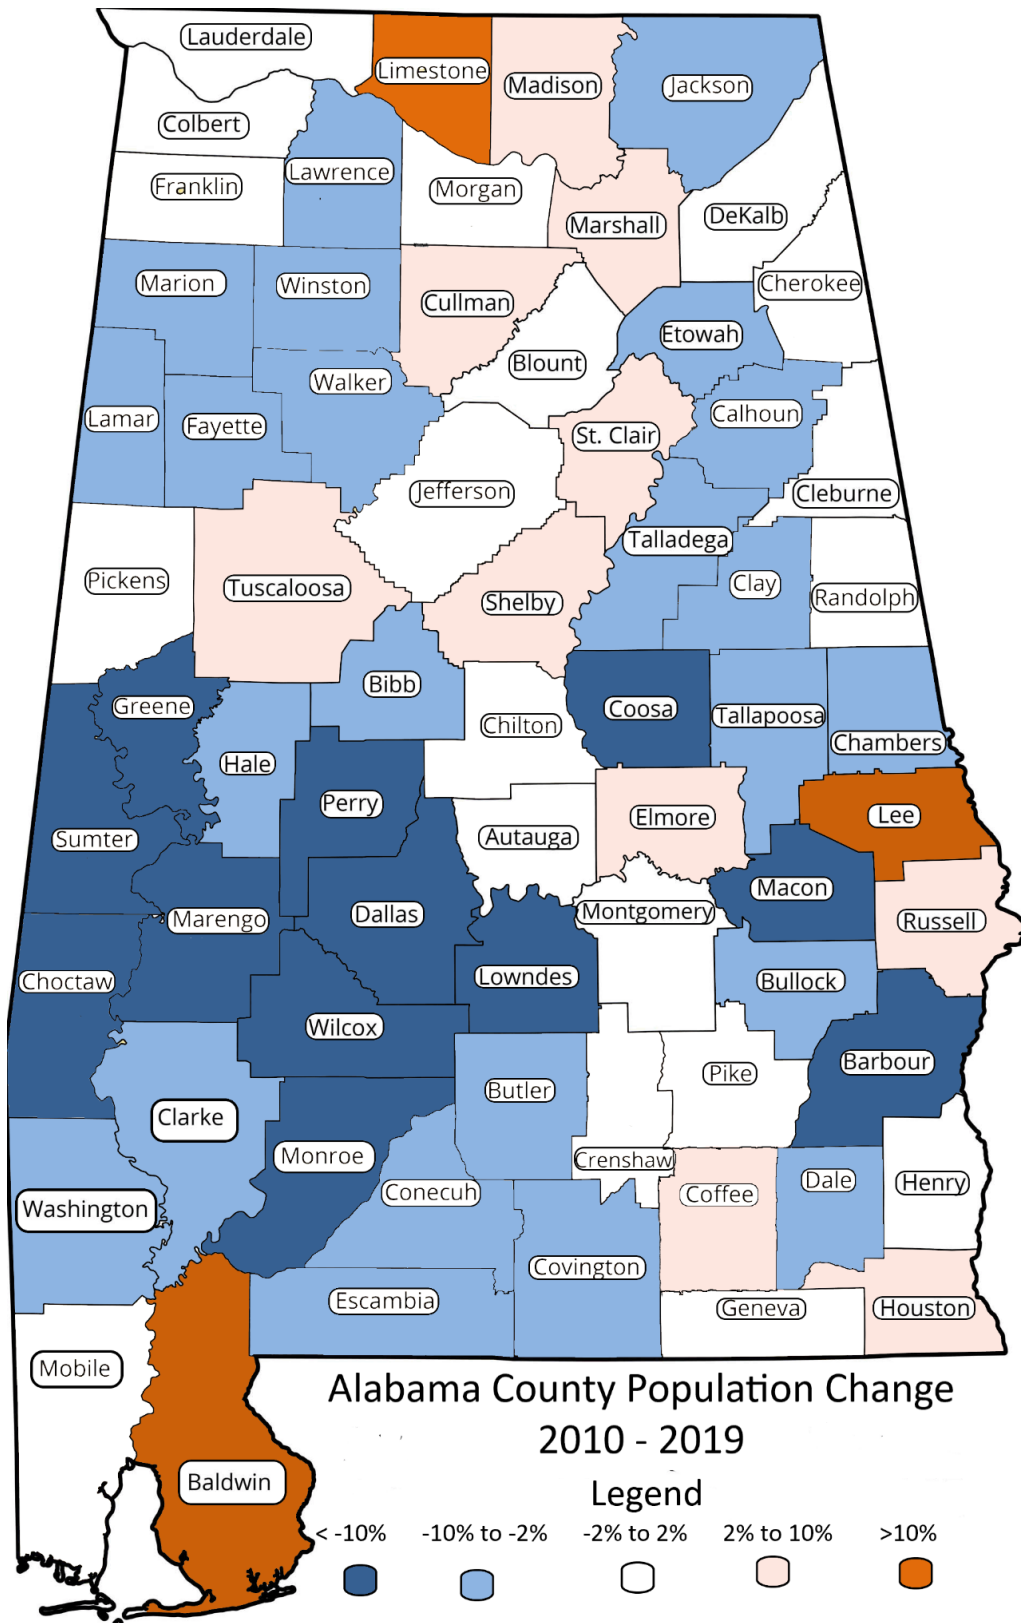 Lauderdale
Limestone
Madison
Jackson
Colbert
Lawrence
Franklin
Morgan
Marshall
DeKalb
Marion
Winston
Cullman
Cherokee
Etowah
Blount
Walker
Lamar
Fayette
Calhoun
St. Clair
Jefferson
Cleburne
Talladega
Pickens
Tuscaloosa
Shelby
Clay
Randolph
Bibb
Greene
Coosa
Tallapoosa
Chilton
Chambers
Hale
Perry
Elmore
Lee
Sumter
Autauga
Macon
Marengo
Dallas
Montgomery
Russell
Choctaw
Lowndes
Bullock
Wilcox
Barbour
Pike
Butler
Clarke
Monroe
Crenshaw
Conecuh
Coffee
Dale
Henry
Washington
Covington
Escambia
Geneva
Houston
Mobile
Alabama County Population Change
2010 - 2019
Baldwin
Legend
< -10% -10% to -2% -2% to 2% 2% to 10% >10%